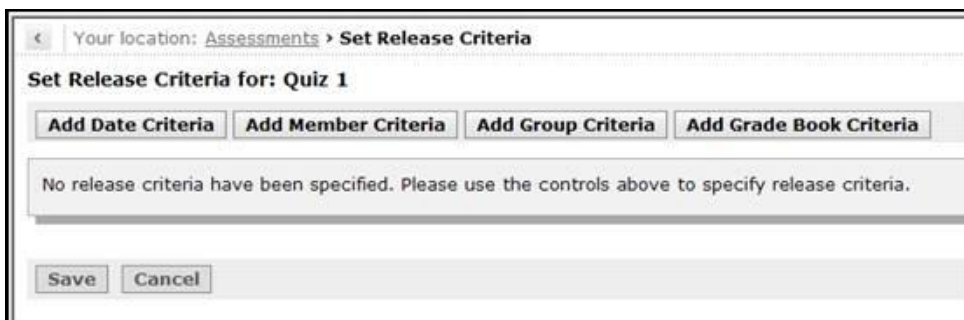 ‹ Your location: Assessments › Set Release Criteria
Set Release Criteria for: Quiz 1
Add Date Criteria Add Member Criteria Add Group Criteria Add Grade Book Criteria
No release criteria have been specified. Please use the controls above to specify release criteria.
Save Cancel